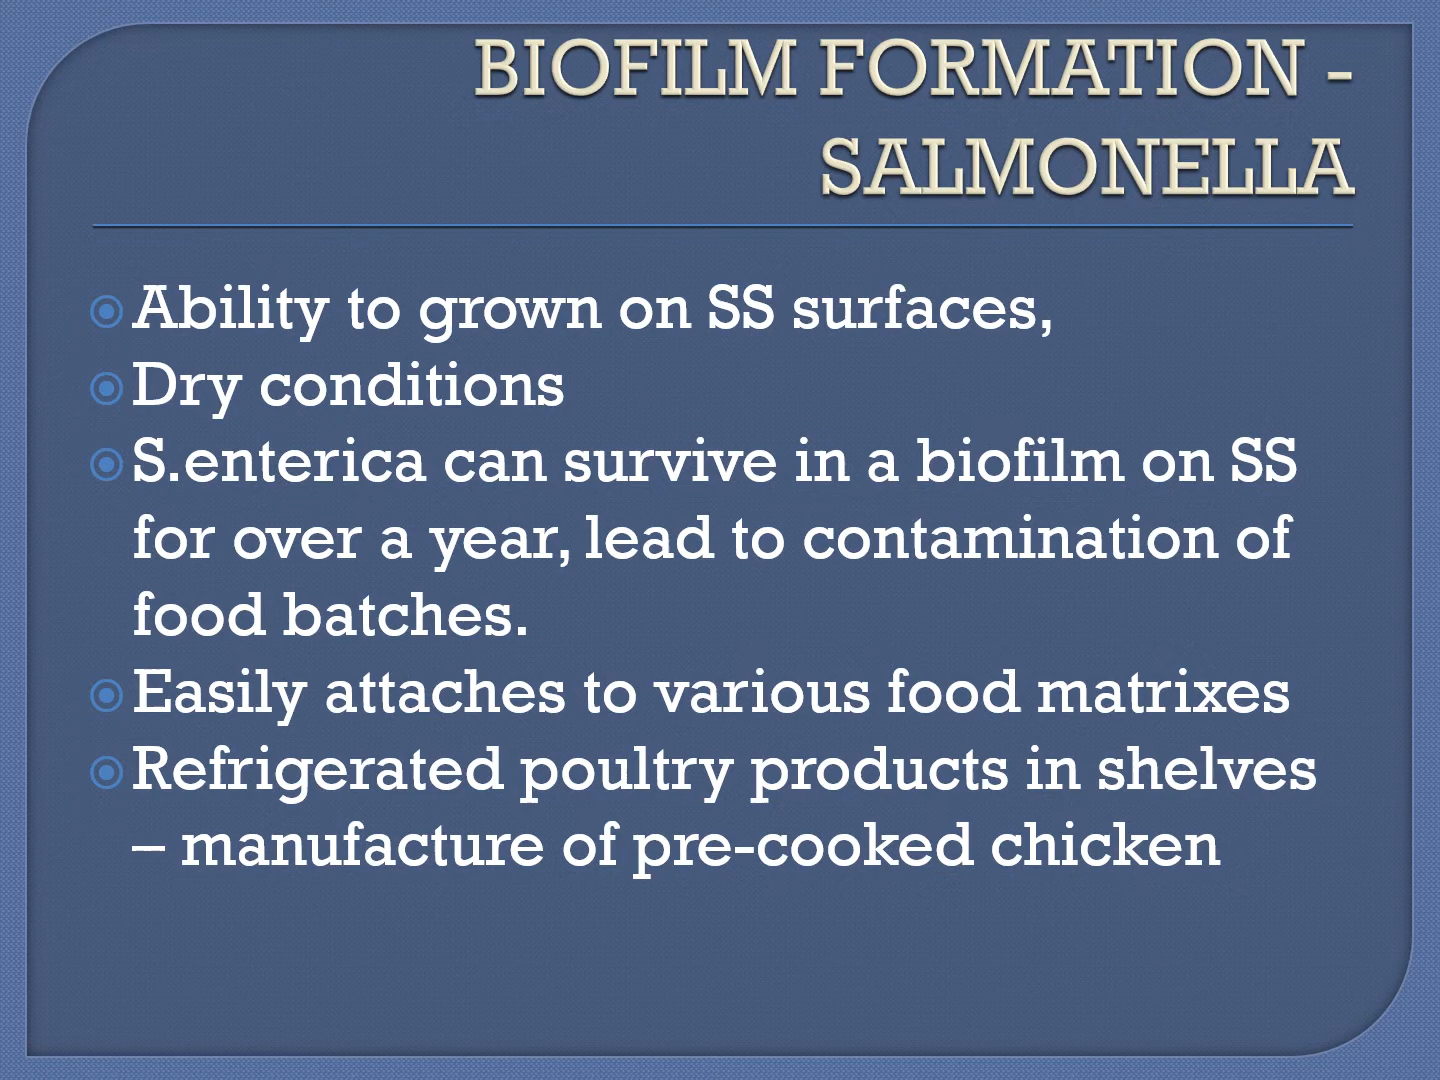 BIOFILM FORMATION -
SALMONELLA
Ability to grown on SS surfaces,
Dry conditions
S.enterica can survive in a biofilm on SS
for over a year, lead to contamination of
food batches.
Easily attaches to various food matrixes
Refrigerated poultry products in shelves
– manufacture of pre-cooked chicken